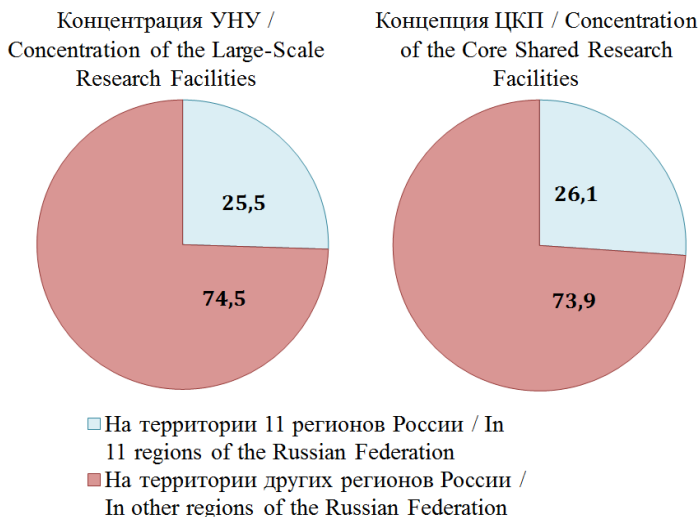 Концентрация УНУ /
Concentration of the Large-Scale
Research Facilities
Концепция ЦКП / Concentration
of the Core Shared Research
Facilities
25,5
74,5
26,1
73,9
На территории 11 регионов России / In
11 regions of the Russian Federation
На территории других регионов России /
In other regions of the Russian Federation